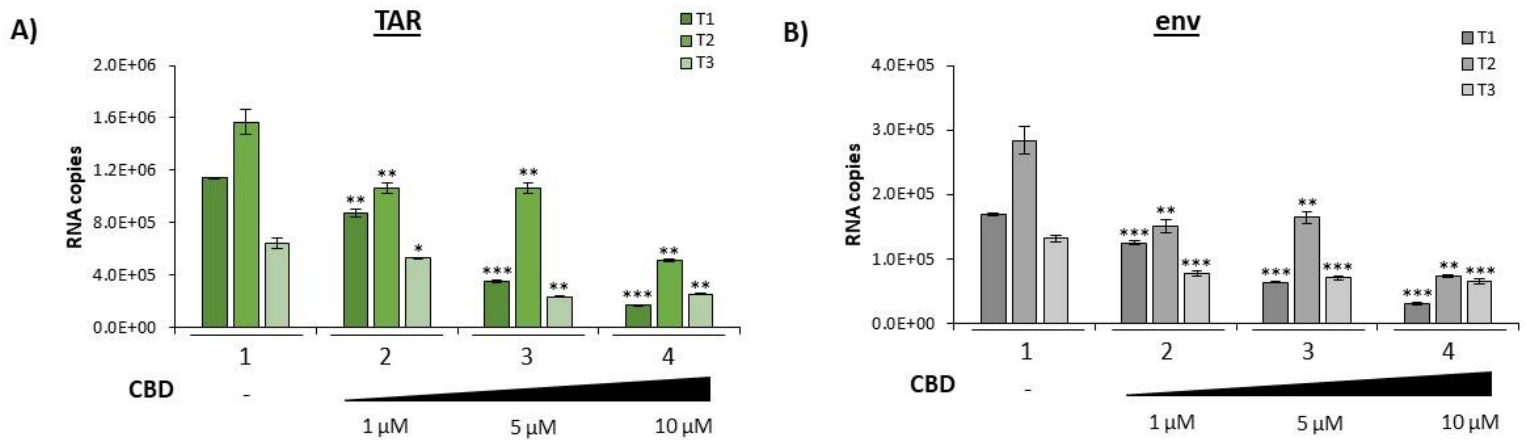 A)
TAR
T1
T2
T3
RNA copies
2.0E+06
1.6E+06
1.2E+06
8.0E+05
4.0E+05
0.0E+00
** ** *
*** ** **
*** ** **
1 2 3 4
CBD -
1 µM 5 µM 10 µM
B)
env
T1
T2
T3
RNA copies
4.0E+05
3.0E+05
2.0E+05
1.0E+05
0.0E+00
*** ** ***
*** ** ***
*** ** ***
1 2 3 4
CBD -
1 µM 5 µM 10 µM